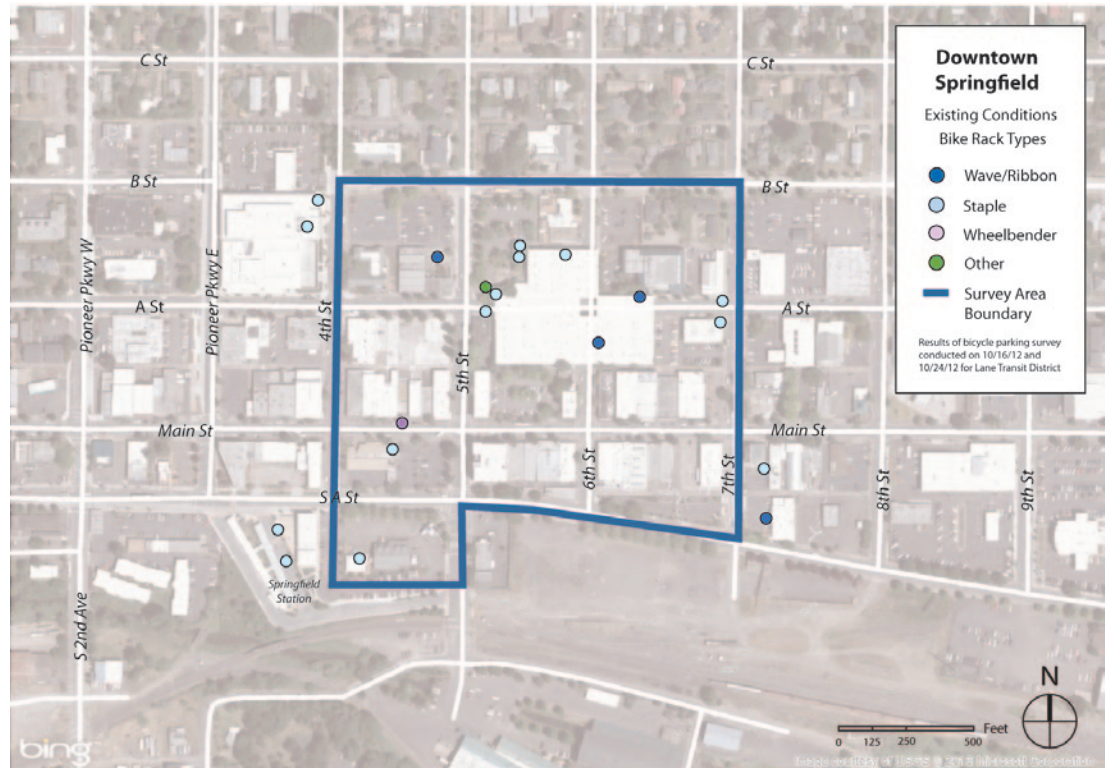 C St
C St
Downtown
Springfield
Existing Conditions
Bike Rack Types
Wave/Ribbon
Staple
Wheelbender
Other
Survey Area
Boundary
Results of bicycle parking survey
conducted on 10/16/12 and
10/24/12 for Lane Transit District
B St
B St
Pioneer Pkwy W
Pioneer Pkwy E
4th St
A St
A St
5th St
Main St
Main St
6th St
7th St
8th St
9th St
S A St
Springfield
Station
S 2nd Ave
N
Feet
0 125 250 500
bing